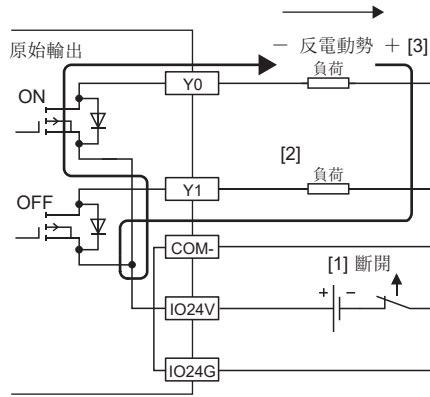 原始輸出
− 反電動勢 + [3]
負荷
Y0
ON
[2]
負荷
Y1
OFF
COM-
[1] 斷開
+ −
IO24V
IO24G